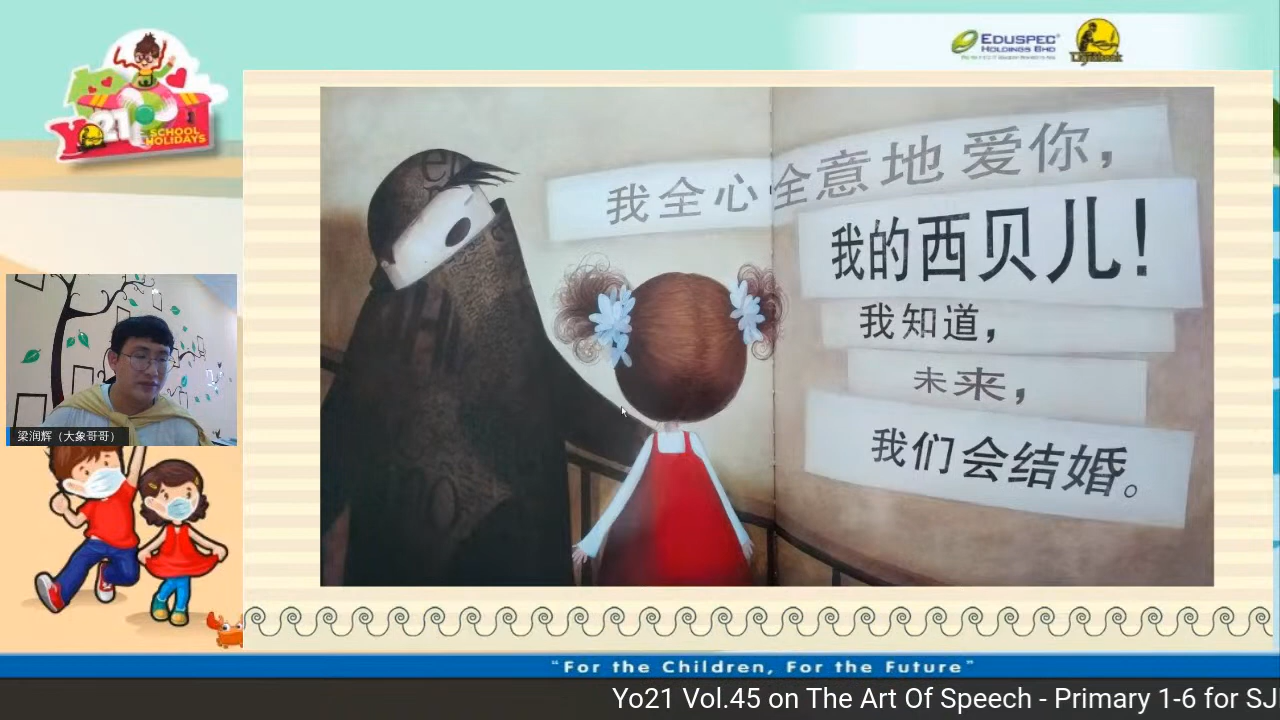 Yo21
SCHOOL
HOLIDAYS
EDUSPEC
HOLDINGS BHD
我全心全意地爱你，
我的西贝儿！
我知道，
未来，
我们会结婚。
梁润辉（大象哥哥）
“For the Children, For the Future”
Yo21 Vol.45 on The Art Of Speech - Primary 1-6 for SJ